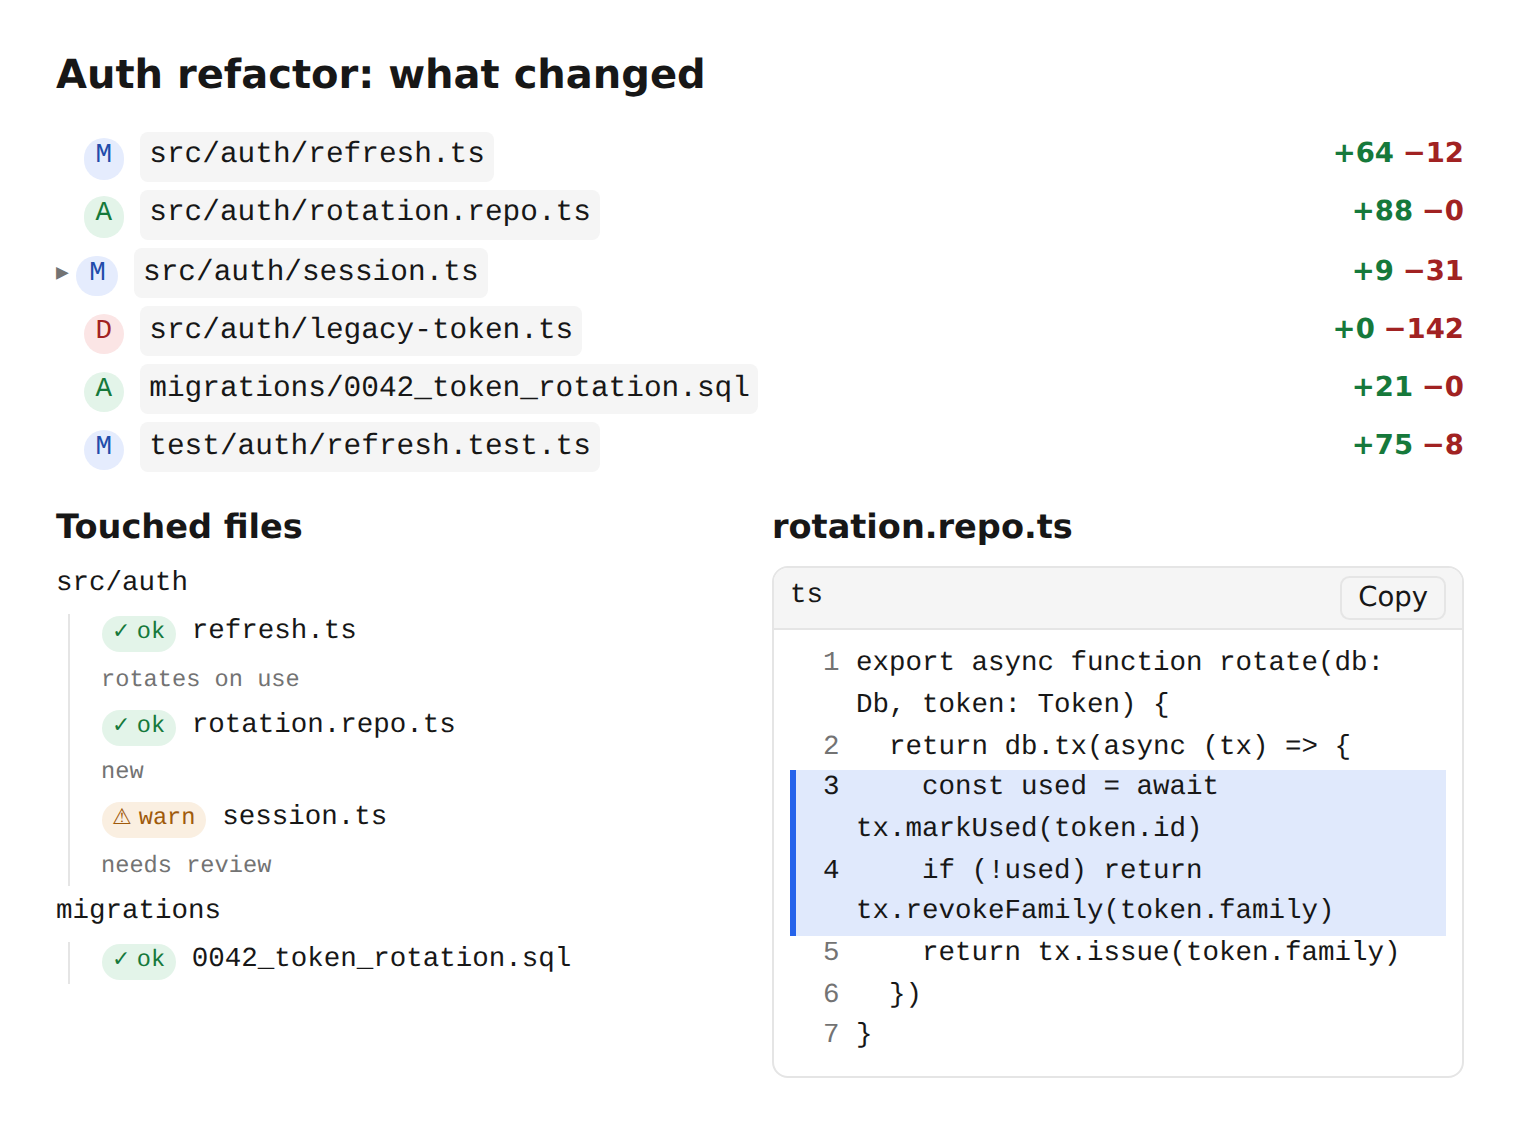 Auth refactor: what changed
M src/auth/refresh.ts +64 −12
A src/auth/rotation.repo.ts +88 −0
▶ M src/auth/session.ts +9 −31
D src/auth/legacy-token.ts +0 −142
A migrations/0042_token_rotation.sql +21 −0
M test/auth/refresh.test.ts +75 −8
Touched files
src/auth
✓ ok refresh.ts
rotates on use
✓ ok rotation.repo.ts
new
⚠ warn session.ts
needs review
migrations
✓ ok 0042_token_rotation.sql
rotation.repo.ts
ts Copy
1 export async function rotate(db:
Db, token: Token) {
2   return db.tx(async (tx) => {
3     const used = await
tx.markUsed(token.id)
4     if (!used) return
tx.revokeFamily(token.family)
5     return tx.issue(token.family)
6   })
7 }